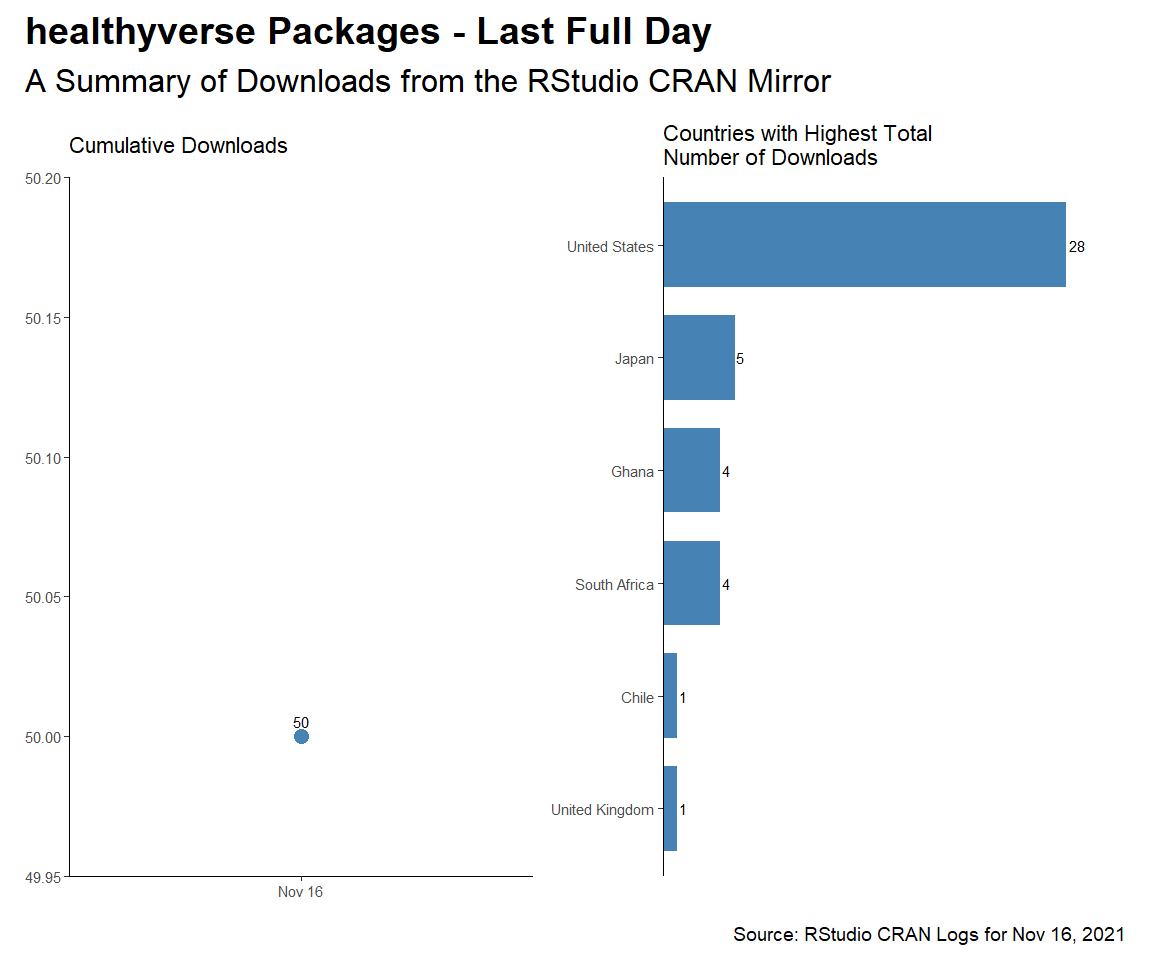 healthyverse Packages - Last Full Day
A Summary of Downloads from the RStudio CRAN Mirror
Cumulative Downloads
50.20
50.15
50.10
50.05
50.00
49.95
50
Nov 16
Countries with Highest Total
Number of Downloads
United States
28
Japan
5
Ghana
4
South Africa
4
Chile
1
United Kingdom
1
Source: RStudio CRAN Logs for Nov 16, 2021